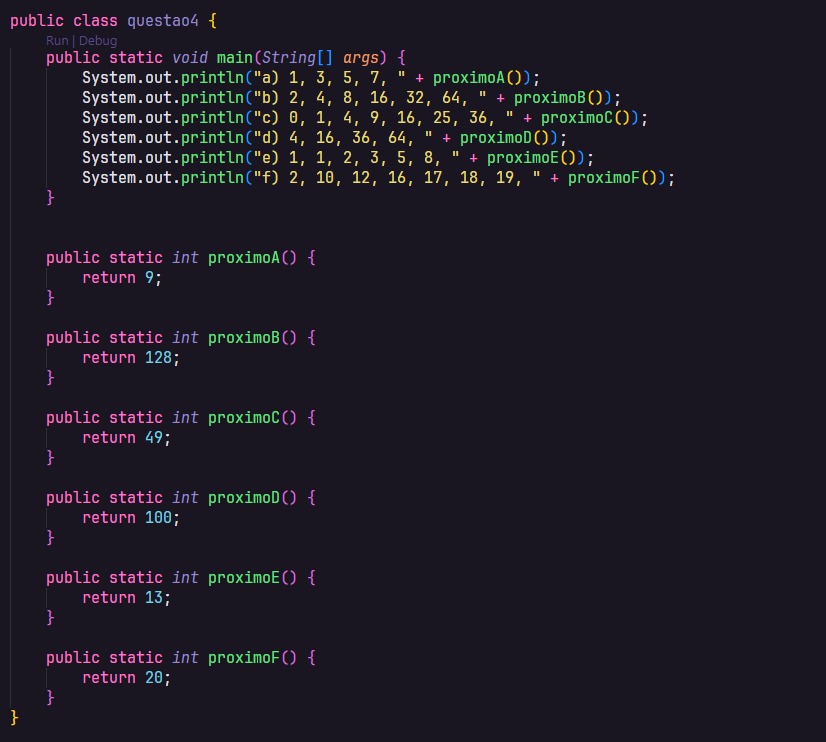 public class questao4 {
Run | Debug
public static void main(String[] args) {
System.out.println("a) 1, 3, 5, 7, " + proximoA());
System.out.println("b) 2, 4, 8, 16, 32, 64, " + proximoB());
System.out.println("c) 0, 1, 4, 9, 16, 25, 36, " + proximoC());
System.out.println("d) 4, 16, 36, 64, " + proximoD());
System.out.println("e) 1, 1, 2, 3, 5, 8, " + proximoE());
System.out.println("f) 2, 10, 12, 16, 17, 18, 19, " + proximoF());
}
public static int proximoA() {
return 9;
}
public static int proximoB() {
return 128;
}
public static int proximoC() {
return 49;
}
public static int proximoD() {
return 100;
}
public static int proximoE() {
return 13;
}
public static int proximoF() {
return 20;
}
}